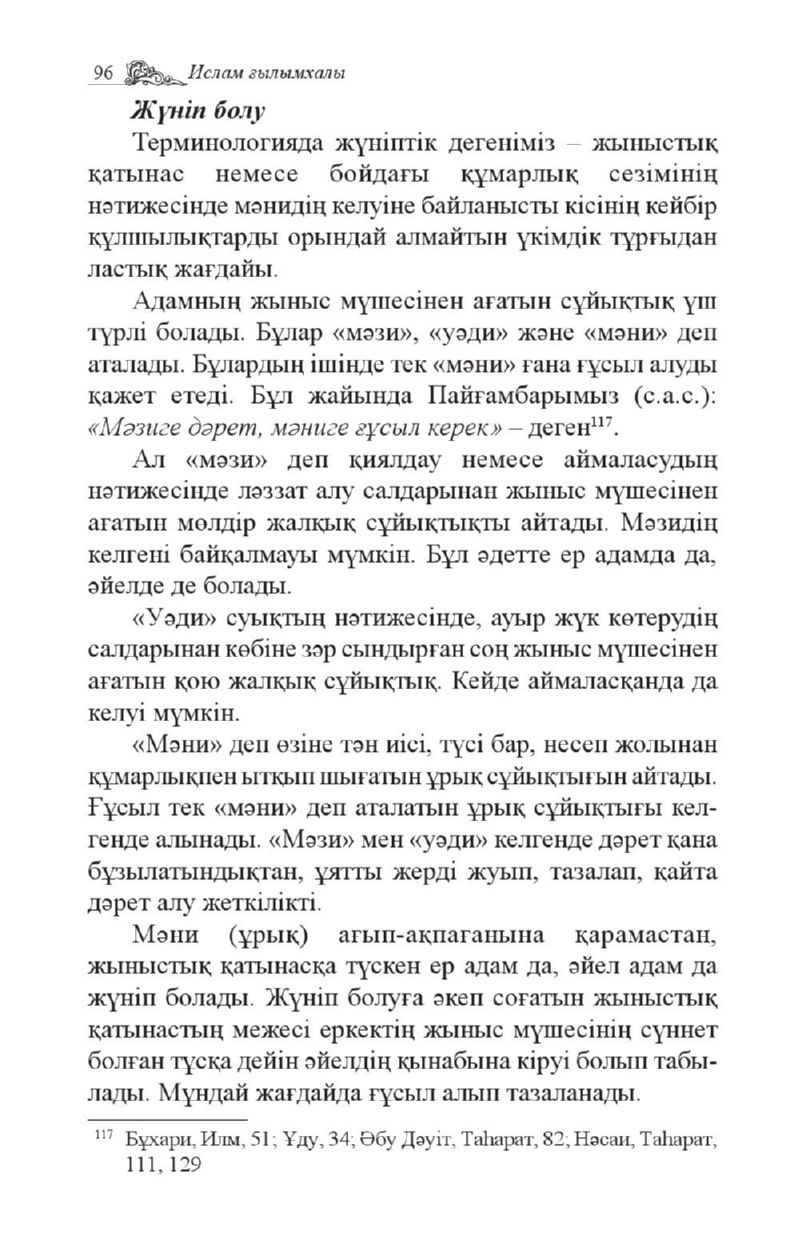 96 Ислам ғылымхалы
Жүніп болу
Терминологияда жүніптік дегеніміз – жыныстық
қатынас немесе бойдағы құмарлық сезімінің
нәтижесінде мәнидің келуіне байланысты кісінің кейбір
құлшылықтарды орындай алмайтын үкімдік тұрғыдан
ластық жағдайы.
Адамның жыныс мүшесінен ағатын сұйықтық үш
түрлі болады. Бұлар «мәзи», «уәди» және «мәни» деп
аталады. Бұлардың ішінде тек «мәни» ғана ғұсыл алуды
қажет етеді. Бұл жайында Пайғамбарымыз (с.а.с.):
«Мәзиге дәрет, мәниге ғұсыл керек» – деген¹¹⁷.
Ал «мәзи» деп қиялдау немесе аймаласудың
нәтижесінде ләззат алу салдарынан жыныс мүшесінен
ағатын мөлдір жалқық сұйықтықты айтады. Мәзидің
келгені байқалмауы мүмкін. Бұл әдетте ер адамда да,
әйелде де болады.
«Уәди» суықтың нәтижесінде, ауыр жүк көтерудің
салдарынан көбіне зәр сындырған соң жыныс мүшесінен
ағатын қою жалқық сұйықтық. Кейде аймаласқанда да
келуі мүмкін.
«Мәни» деп өзіне тән иісі, түсі бар, несеп жолынан
құмарлықпен ытқып шығатын ұрық сұйықтығын айтады.
Ғұсыл тек «мәни» деп аталатын ұрық сұйықтығы кел-
генде алынады. «Мәзи» мен «уәди» келгенде дәрет қана
бұзылатындықтан, ұятты жерді жуып, тазалап, қайта
дәрет алу жеткілікті.
Мәни (ұрық) ағып-ақпағанына қарамастан,
жыныстық қатынасқа түскен ер адам да, әйел адам да
жүніп болады. Жүніп болуға әкеп соғатын жыныстық
қатынастың межесі еркектің жыныс мүшесінің сүннет
болған тұсқа дейін әйелдің қынабына кіруі болып табы-
лады. Мұндай жағдайда ғұсыл алып тазаланады.
¹¹⁷ Бұхари, Илм, 51; Ұду, 34; Әбу Дәуіт, Таһарат, 82; Нәсаи, Таһарат,
111, 129